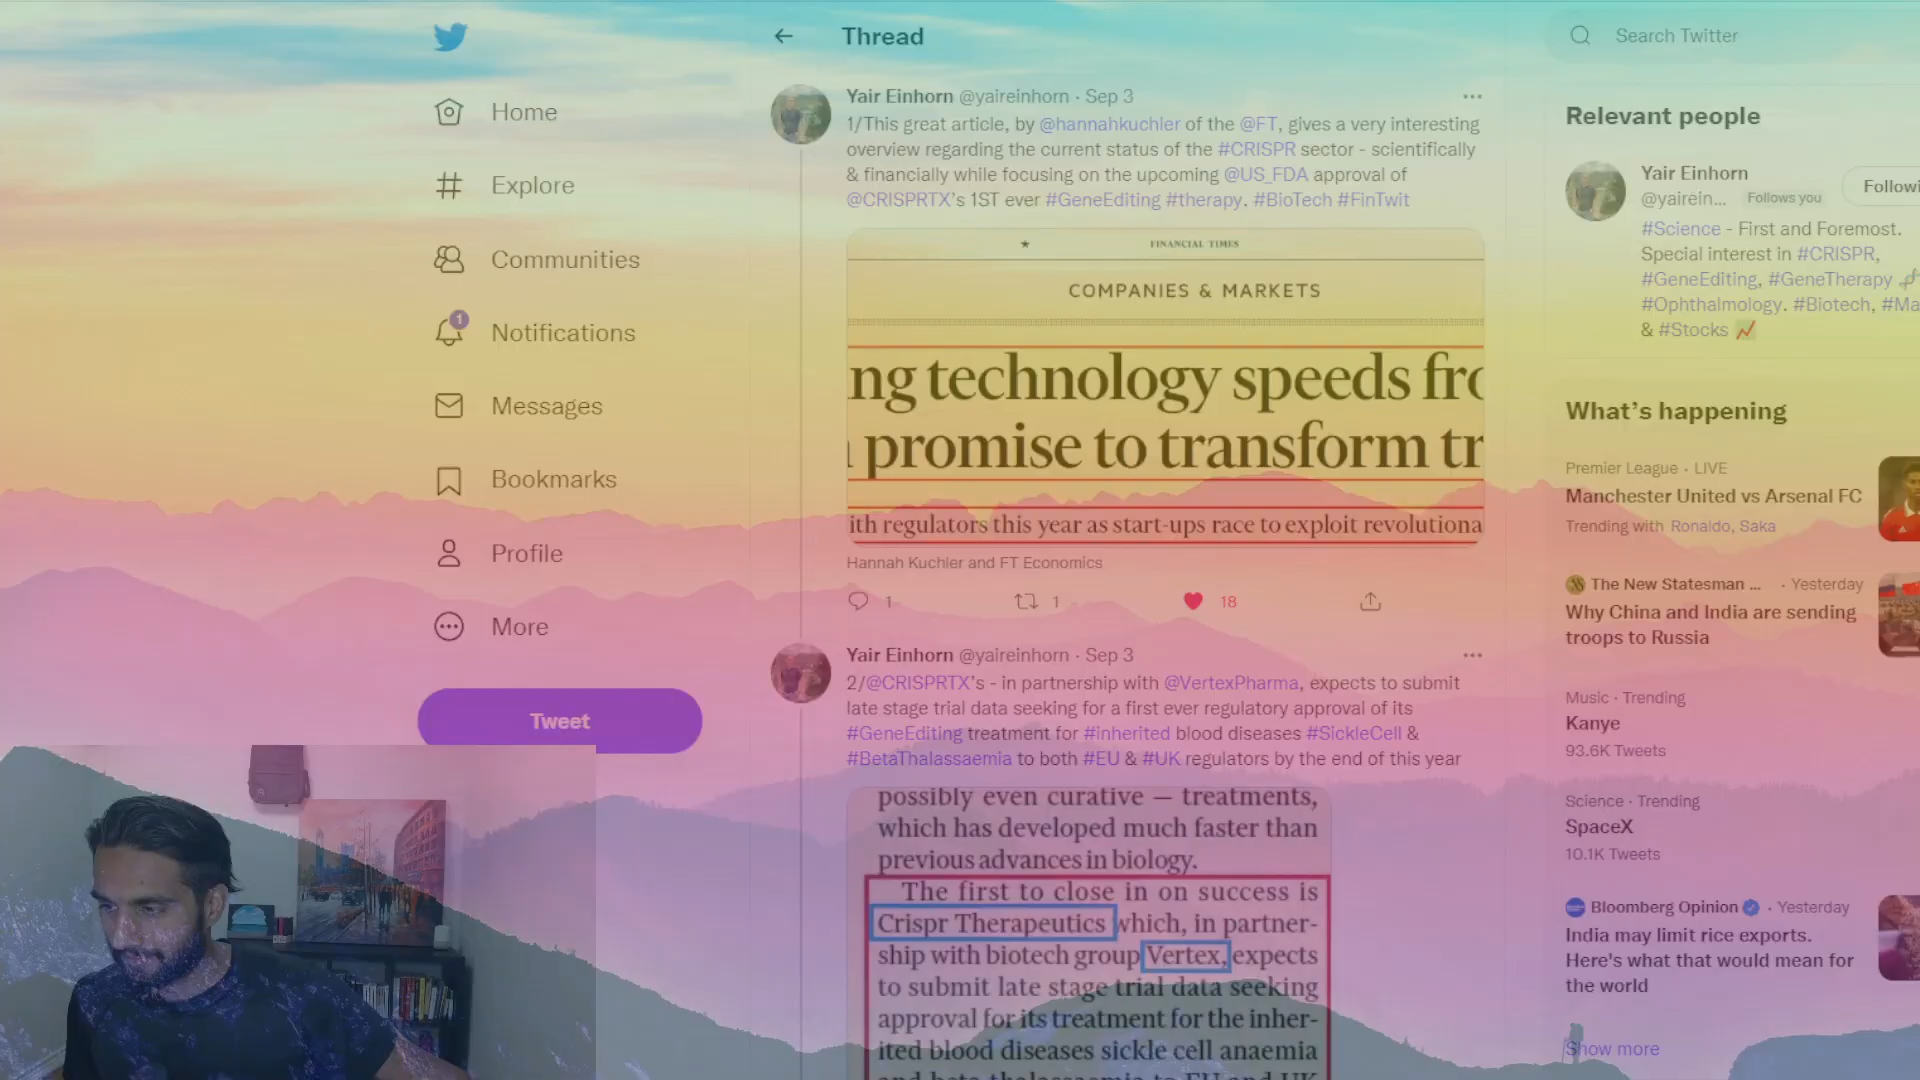 Home
Explore
Communities
1
Notifications
Messages
Bookmarks
Profile
More
Tweet
Thread
Yair Einhorn @yaireinhorn · Sep 3
1/This great article, by @hannahkuchler of the @FT, gives a very interesting
overview regarding the current status of the #CRISPR sector - scientifically
& financially while focusing on the upcoming @US_FDA approval of
@CRISPRTX's 1ST ever #GeneEditing #therapy. #BioTech #FinTwit
FINANCIAL TIMES
COMPANIES & MARKETS
ng technology speeds fro
promise to transform tr
ith regulators this year as start-ups race to exploit revolutiona
Hannah Kuchler and FT Economics
1 1 18
Yair Einhorn @yaireinhorn · Sep 3
2/@CRISPRTX's - in partnership with @VertexPharma, expects to submit
late stage trial data seeking for a first ever regulatory approval of its
#GeneEditing treatment for #inherited blood diseases #SickleCell &
#BetaThalassaemia to both #EU & #UK regulators by the end of this year
possibly even curative — treatments,
which has developed much faster than
previous advances in biology.
The first to close in on success is
Crispr Therapeutics which, in partner-
ship with biotech group Vertex, expects
to submit late stage trial data seeking
approval for its treatment for the inher-
ited blood diseases sickle cell anaemia
and beta thalassaemia to EU and UK
Search Twitter
Relevant people
Yair Einhorn
@yairein... Follows you
Followi
#Science - First and Foremost.
Special interest in #CRISPR,
#GeneEditing, #GeneTherapy
#Ophthalmology. #Biotech, #Ma
& #Stocks
What's happening
Premier League · LIVE
Manchester United vs Arsenal FC
Trending with Ronaldo, Saka
The New Statesman ... · Yesterday
Why China and India are sending
troops to Russia
Music · Trending
Kanye
93.6K Tweets
Science · Trending
SpaceX
10.1K Tweets
Bloomberg Opinion · Yesterday
India may limit rice exports.
Here's what that would mean for
the world
Show more